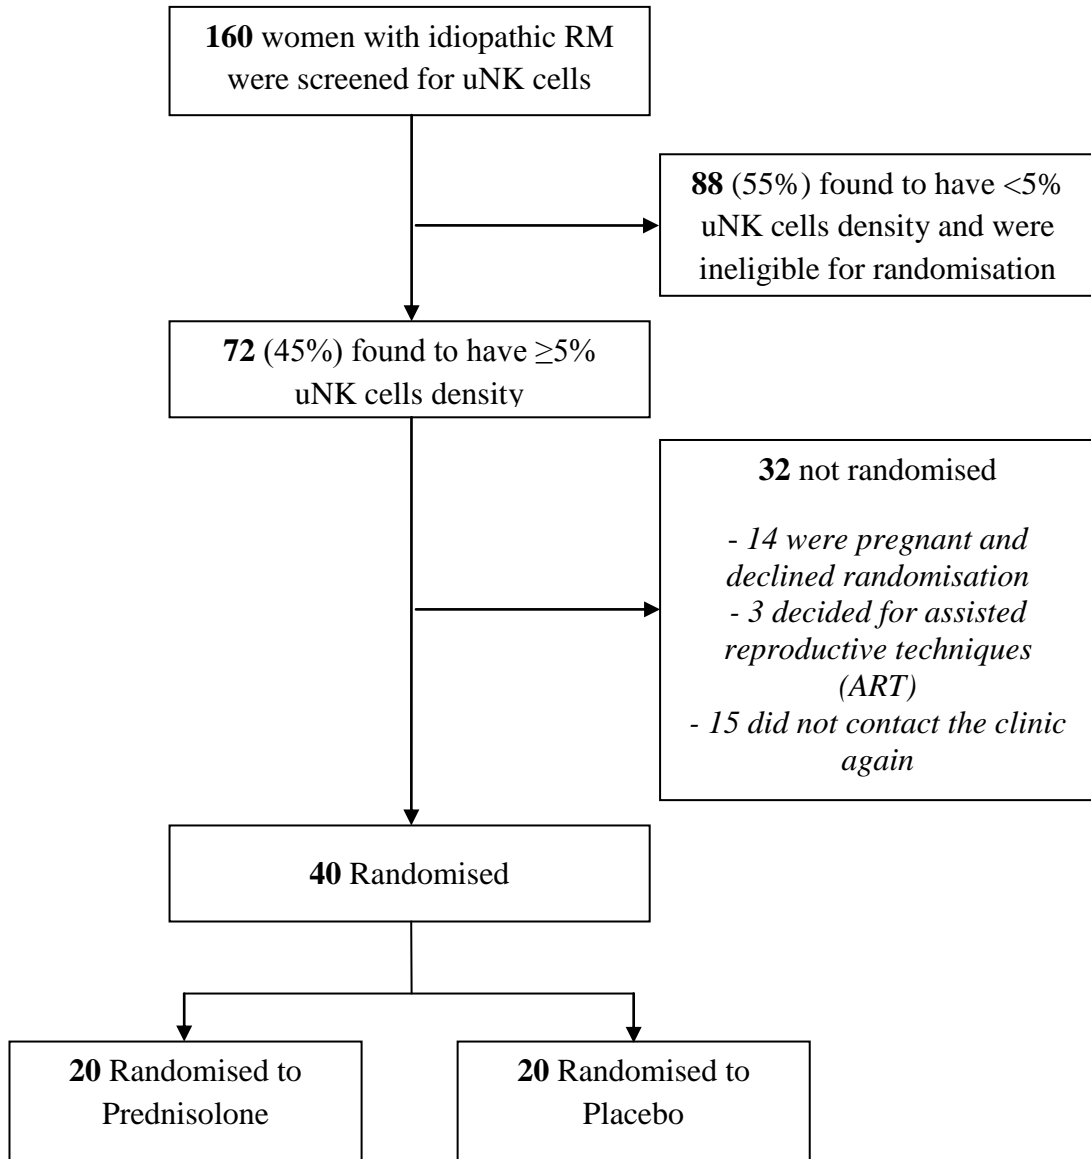 160 women with idiopathic RM
were screened for uNK cells
88 (55%) found to have <5%
uNK cells density and were
ineligible for randomisation
72 (45%) found to have ≥5%
uNK cells density
32 not randomised
- 14 were pregnant and
declined randomisation
- 3 decided for assisted
reproductive techniques
(ART)
- 15 did not contact the clinic
again
40 Randomised
20 Randomised to
Prednisolone
20 Randomised to
Placebo